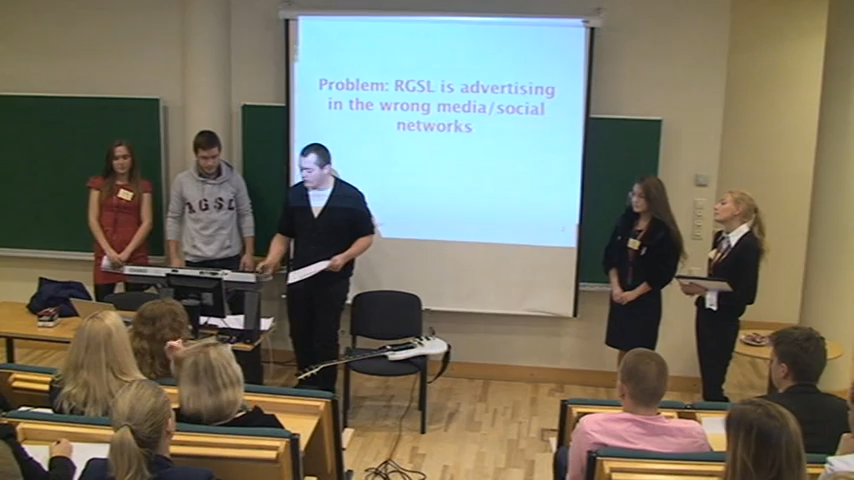 Problem: RGSL is advertising
in the wrong media/social
networks
RGSL